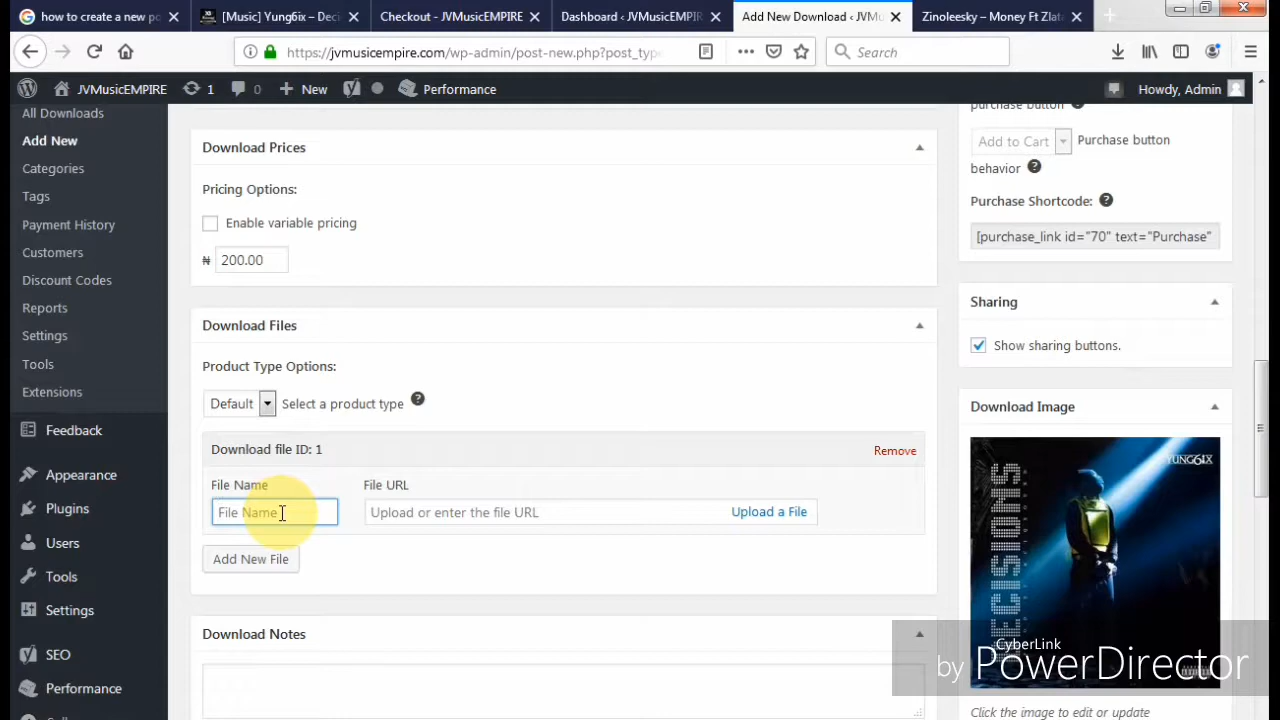 how to create a new po
[Music] Yung6ix – Deci
Checkout - JVMusicEMPIRE
Dashboard ‹ JVMusicEMPIR
Add New Download ‹ JVMu
Zinoleesky – Money Ft Zlat
https://jvmusicempire.com/wp-admin/post-new.php?post_type
Search
JVMusicEMPIRE
1
0
New
Performance
Howdy, Admin
All Downloads
Add New
Categories
Tags
Payment History
Customers
Discount Codes
Reports
Settings
Tools
Extensions
Feedback
Appearance
Plugins
Users
Tools
Settings
SEO
Performance
Download Prices
Pricing Options:
Enable variable pricing
₦ 200.00
Download Files
Product Type Options:
Default Select a product type
Download file ID: 1
Remove
File Name
File URL
File Name
Upload or enter the file URL
Upload a File
Add New File
Download Notes
purchase button
Add to Cart Purchase button
behavior
Purchase Shortcode:
[purchase_link id="70" text="Purchase"
Sharing
Show sharing buttons.
Download Image
YUNG6IX
DECISIONS
Click the image to edit or update
CyberLink
by PowerDirector